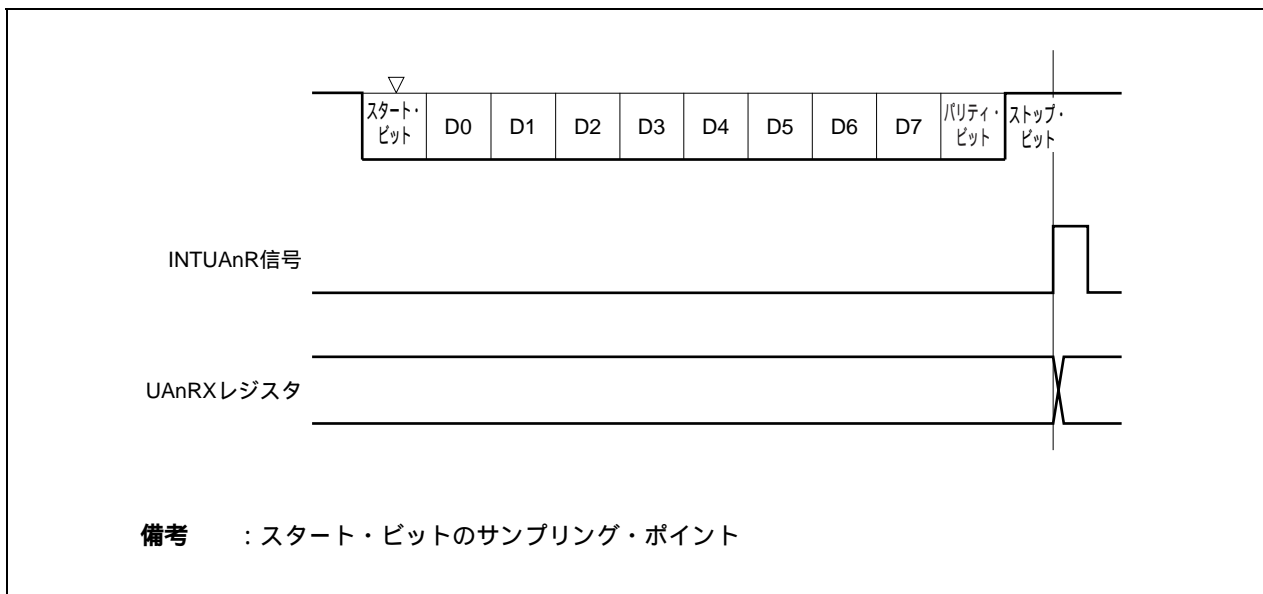 スタート・
ビット
D0
D1
D2
D3
D4
D5
D6
D7
パリティ・
ビット
ストップ・
ビット
INTUAnR信号
UAnRXレジスタ
備考 ：スタート・ビットのサンプリング・ポイント